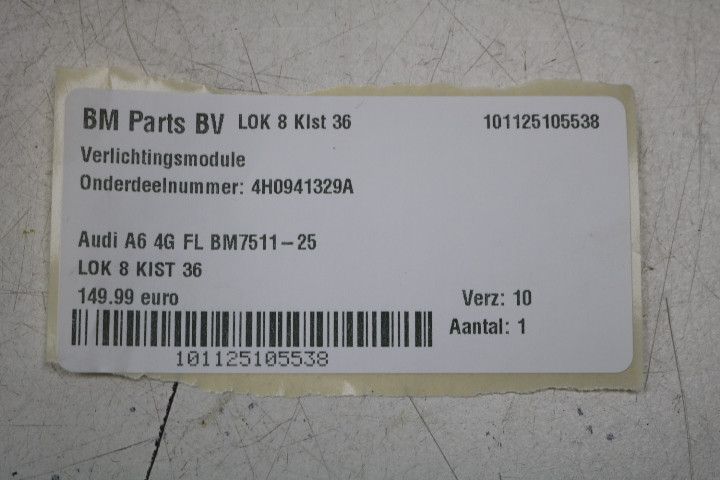 BM Parts BV LOK 8 KIst 36 101125105538
Verlichtingsmodule
Onderdeelnummer: 4H0941329A
Audi A6 4G FL BM7511-25
LOK 8 KIST 36
149.99 euro Verz: 10
Aantal: 1
101125105538